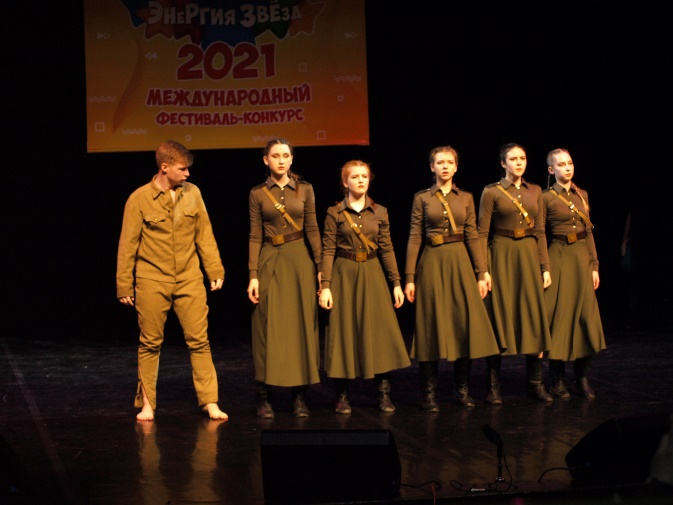 ЭНЕРГИЯ ЗВЁЗД
2021
МЕЖДУНАРОДНЫЙ
ФЕСТИВАЛЬ-КОНКУРС